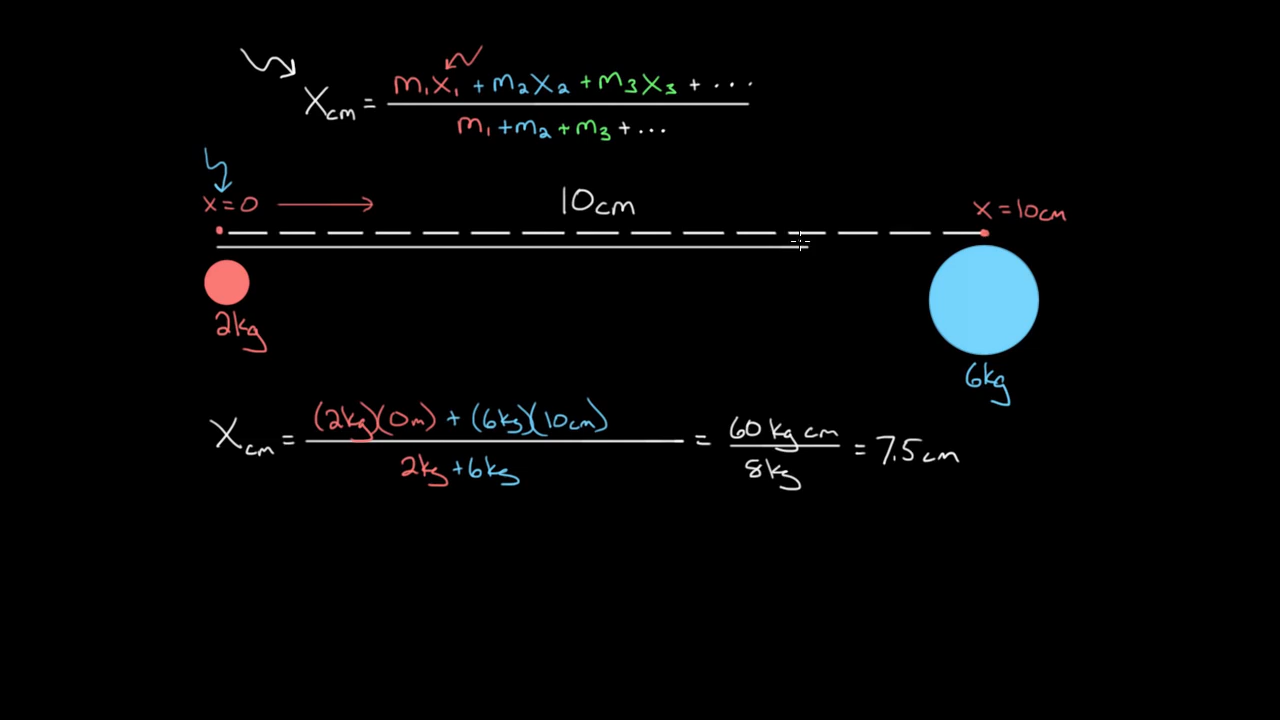 Xcm = m₁x₁ + m₂x₂ + m₃x₃ + ···
m₁ + m₂ + m₃ + ···
x=0
10cm
x=10cm
2kg
6kg
Xcm = (2kg)(0m) + (6kg)(10cm) = 60 kg cm = 7.5cm
2kg + 6kg 8kg